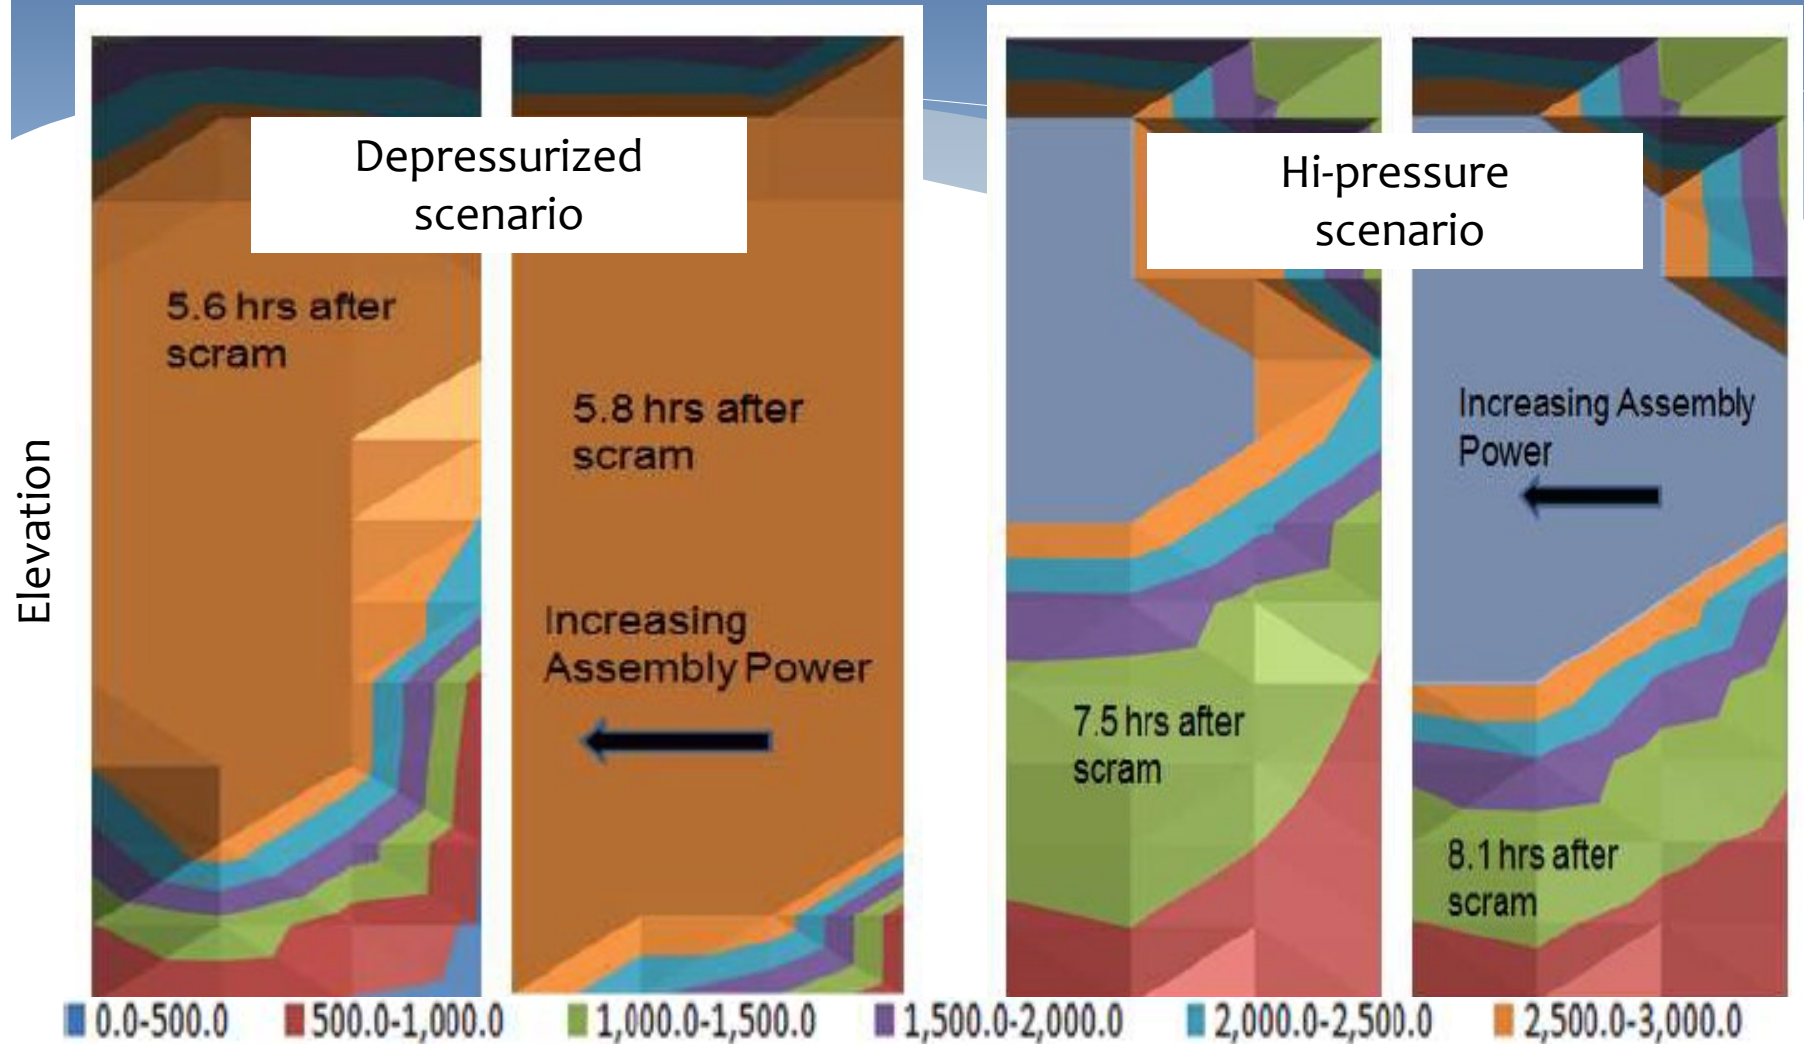 Depressurized
scenario
Hi-pressure
scenario
5.6 hrs after
scram
5.8 hrs after
scram
Increasing Assembly
Power
Elevation
Increasing
Assembly Power
7.5 hrs after
scram
8.1 hrs after
scram
0.0-500.0
500.0-1,000.0
1,000.0-1,500.0
1,500.0-2,000.0
2,000.0-2,500.0
2,500.0-3,000.0